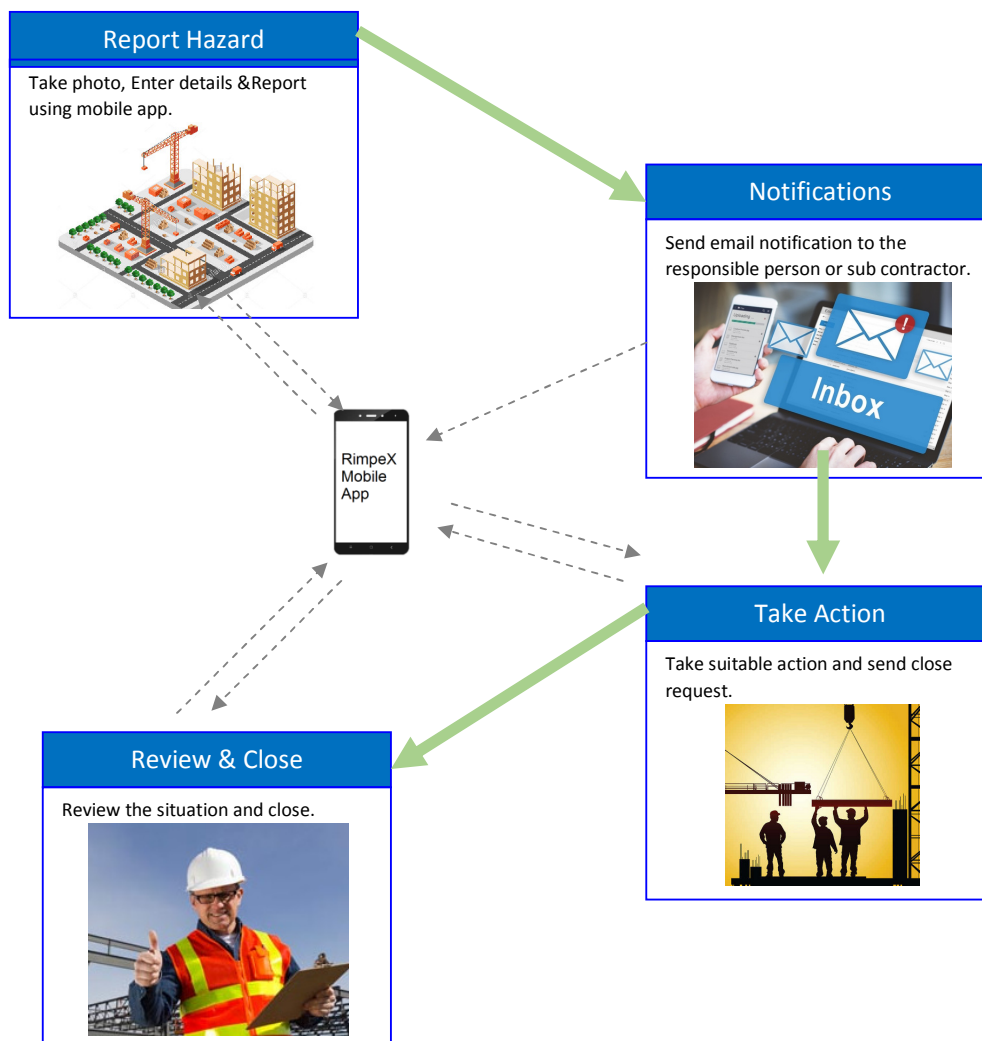 Report Hazard
Take photo, Enter details &Report
using mobile app.
Notifications
Send email notification to the
responsible person or sub contractor.
uploading
Inbox
RimpeX
Mobile
App
Take Action
Take suitable action and send close
request.
Review & Close
Review the situation and close.